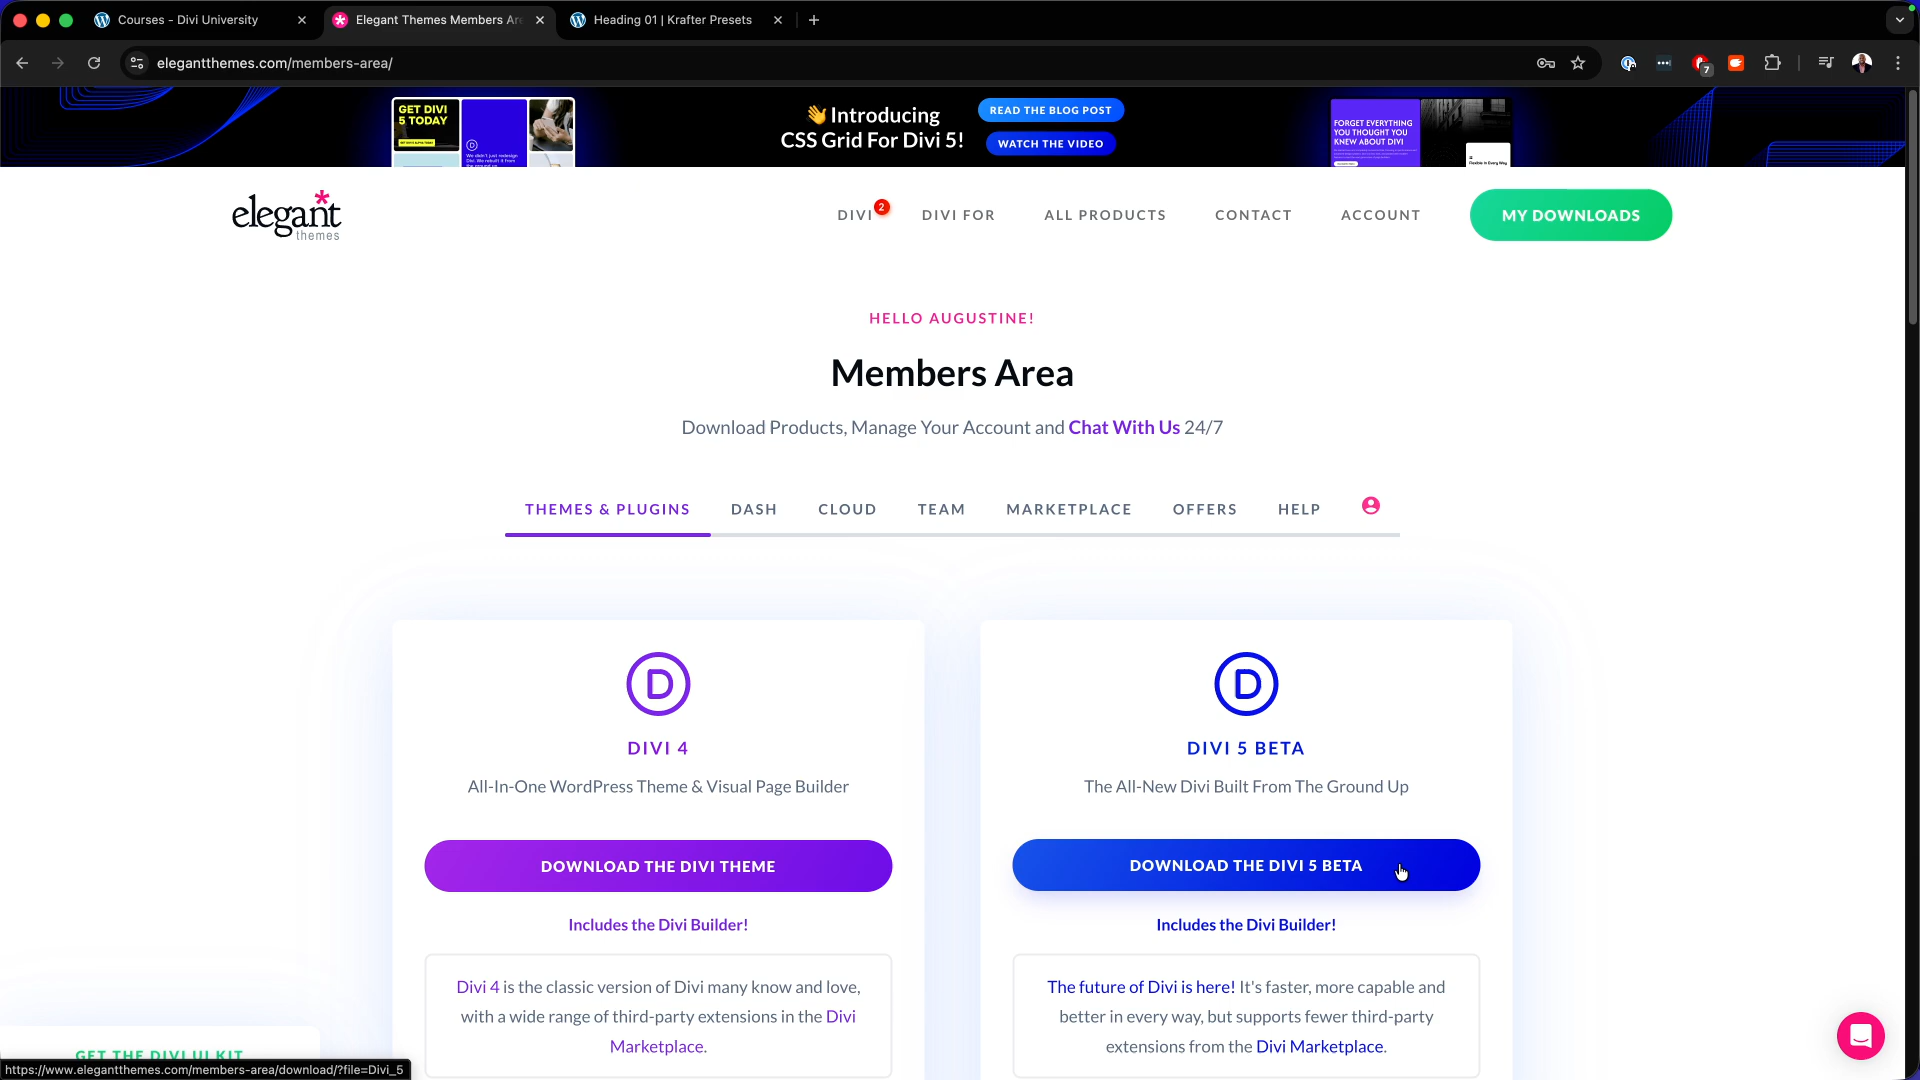 Courses - Divi University
Elegant Themes Members Are
Heading 01 | Krafter Presets
elegantthemes.com/members-area/
7
GET DIVI
5 TODAY
👋 Introducing
CSS Grid For Divi 5!
READ THE BLOG POST
WATCH THE VIDEO
FORGET EVERYTHING
YOU THOUGHT YOU
KNEW ABOUT DIVI
elegant
themes
DIVI 2
DIVI FOR
ALL PRODUCTS
CONTACT
ACCOUNT
MY DOWNLOADS
HELLO AUGUSTINE!
Members Area
Download Products, Manage Your Account and Chat With Us 24/7
THEMES & PLUGINS
DASH
CLOUD
TEAM
MARKETPLACE
OFFERS
HELP
D
DIVI 4
All-In-One WordPress Theme & Visual Page Builder
DOWNLOAD THE DIVI THEME
Includes the Divi Builder!
Divi 4 is the classic version of Divi many know and love,
with a wide range of third-party extensions in the Divi
Marketplace.
D
DIVI 5 BETA
The All-New Divi Built From The Ground Up
DOWNLOAD THE DIVI 5 BETA
Includes the Divi Builder!
The future of Divi is here! It's faster, more capable and
better in every way, but supports fewer third-party
extensions from the Divi Marketplace.
GET THE DIVI UI KIT
https://www.elegantthemes.com/members-area/download/?file=Divi_5